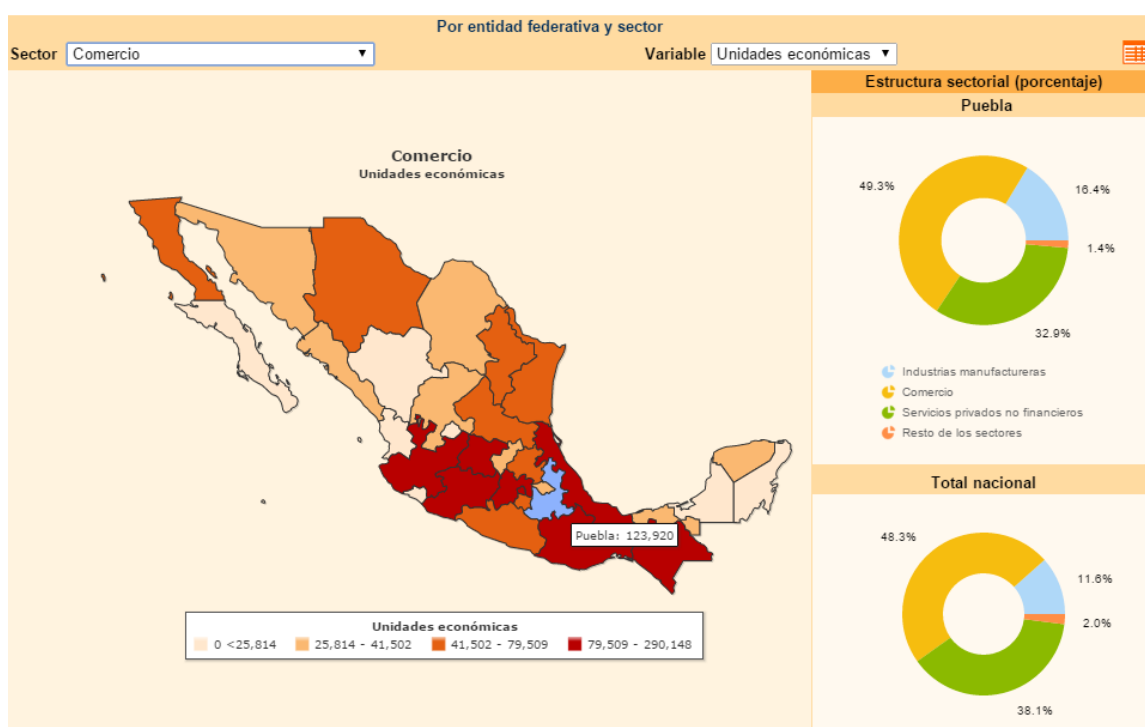 Por entidad federativa y sector
Sector Comercio Variable Unidades económicas
Comercio
Unidades económicas
Puebla: 123,920
Unidades económicas
0 <25,814 25,814 - 41,502 41,502 - 79,509 79,509 - 290,148
Estructura sectorial (porcentaje)
Puebla
49.3%
16.4%
1.4%
32.9%
Industrias manufactureras
Comercio
Servicios privados no financieros
Resto de los sectores
Total nacional
48.3%
11.6%
2.0%
38.1%